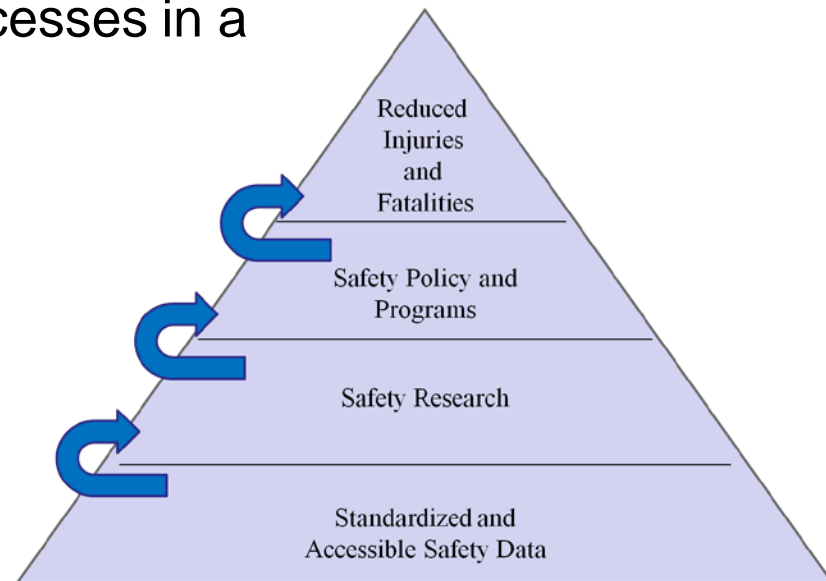 cesses in a
Reduced
Injuries
and
Fatalities
Safety Policy and
Programs
Safety Research
Standardized and
Accessible Safety Data